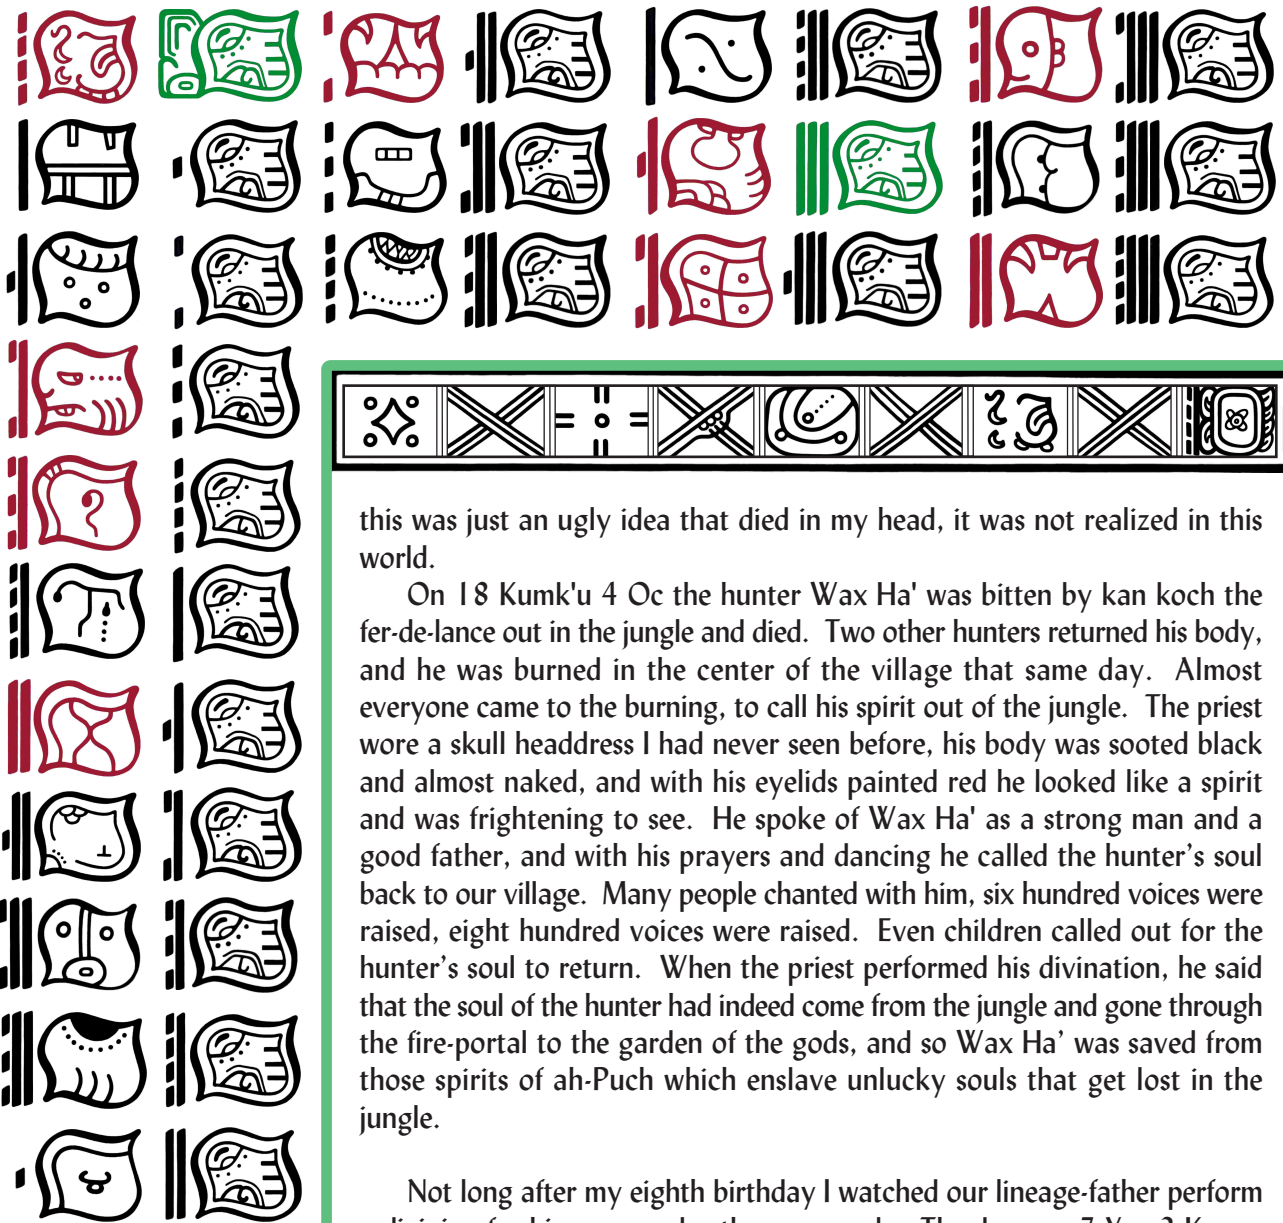 this was just an ugly idea that died in my head, it was not realized in this
world.
On 18 Kumk'u 4 Oc the hunter Wax Ha' was bitten by kan koch the
fer-de-lance out in the jungle and died. Two other hunters returned his body,
and he was burned in the center of the village that same day. Almost
everyone came to the burning, to call his spirit out of the jungle. The priest
wore a skull headdress I had never seen before, his body was sooted black
and almost naked, and with his eyelids painted red he looked like a spirit
and was frightening to see. He spoke of Wax Ha' as a strong man and a
good father, and with his prayers and dancing he called the hunter’s soul
back to our village. Many people chanted with him, six hundred voices were
raised, eight hundred voices were raised. Even children called out for the
hunter’s soul to return. When the priest performed his divination, he said
that the soul of the hunter had indeed come from the jungle and gone through
the fire-portal to the garden of the gods, and so Wax Ha’ was saved from
those spirits of ah-Puch which enslave unlucky souls that get lost in the
jungle.
Not long after my eighth birthday I watched our lineage-father perform